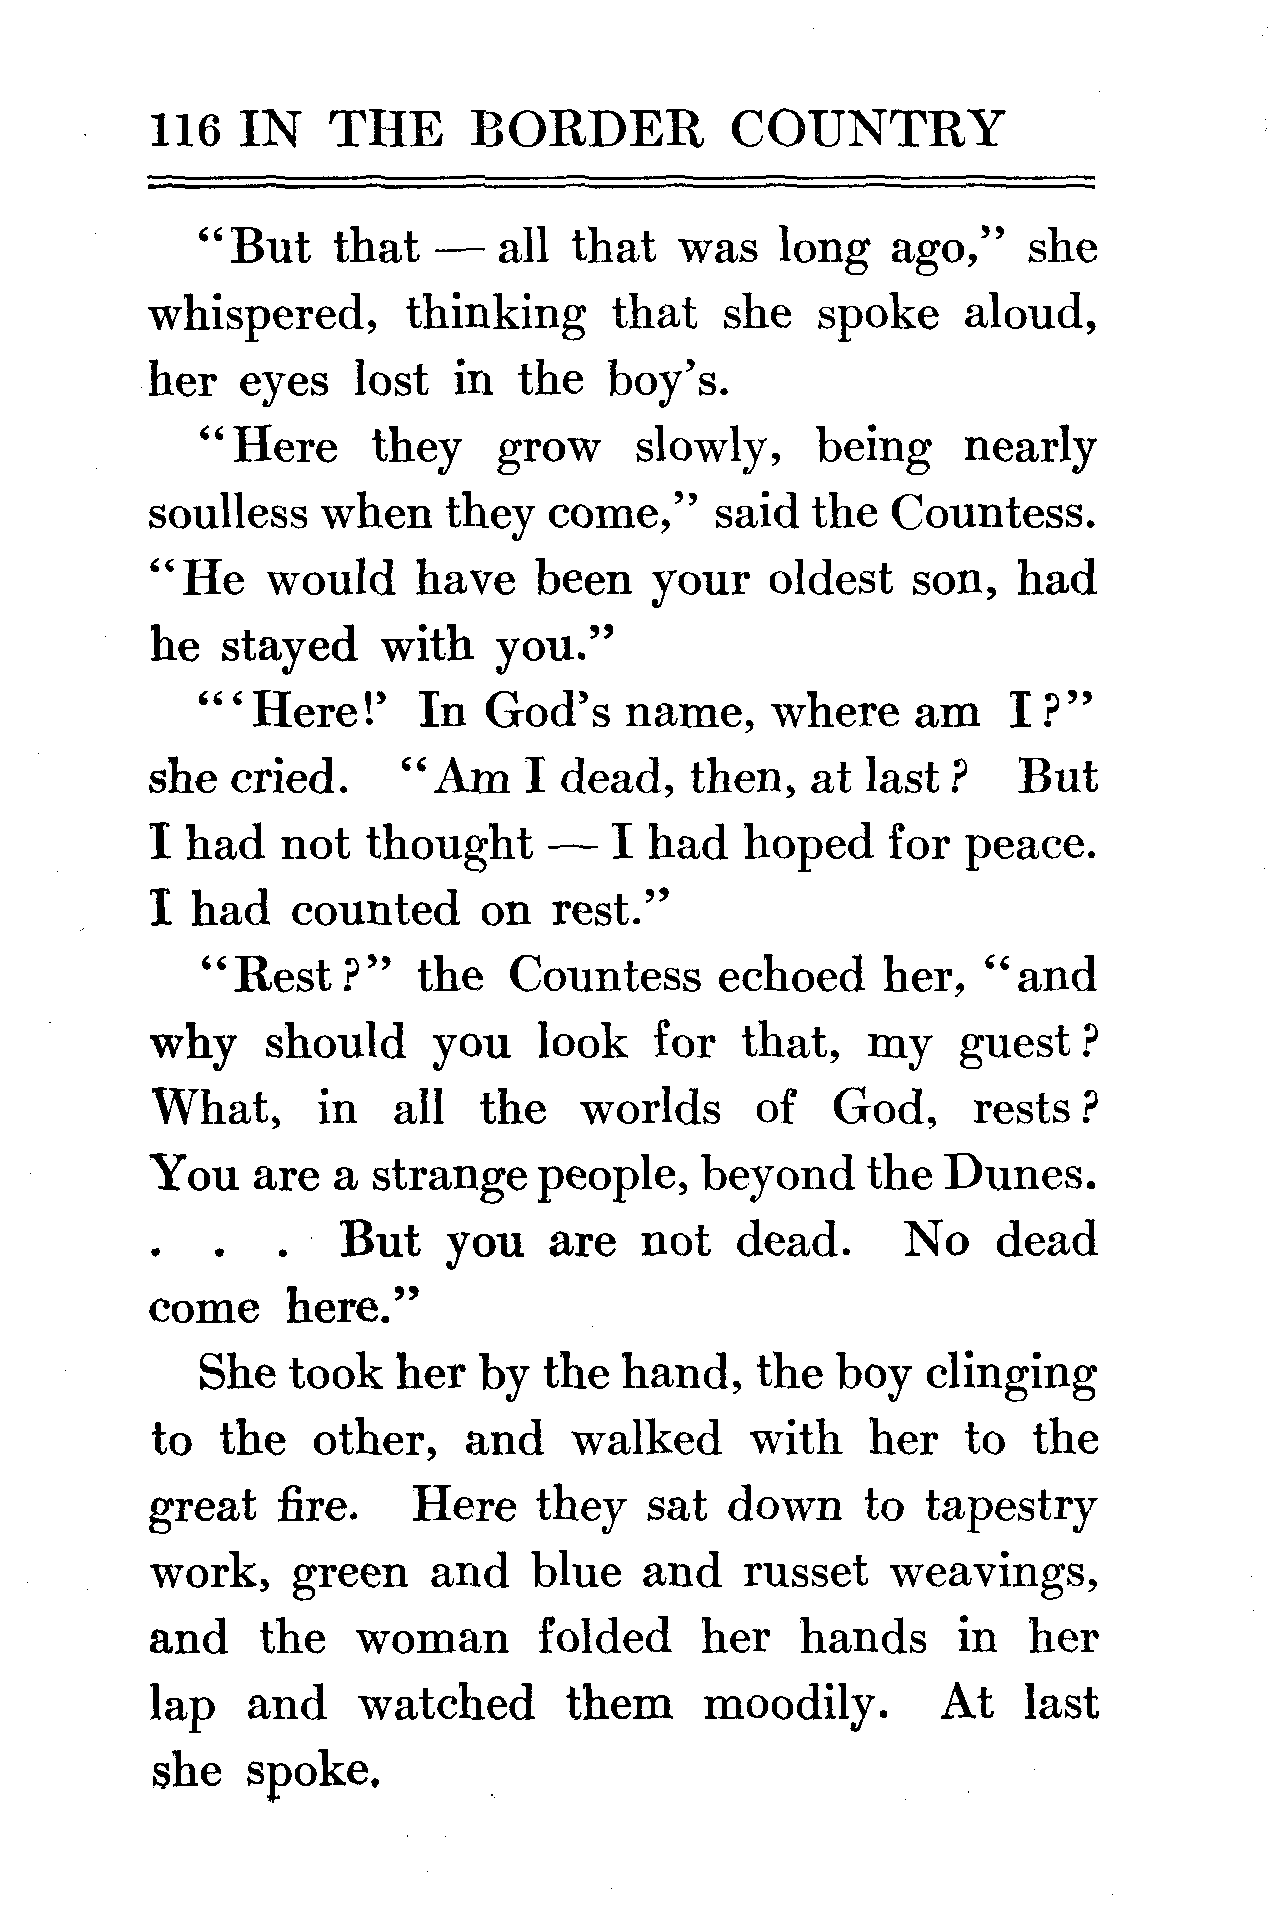 116 IN THE BORDER COUNTRY
“But that — all that was long ago,” she
whispered, thinking that she spoke aloud,
her eyes lost in the boy’s.
“Here they grow slowly, being nearly
soulless when they come,” said the Countess.
“He would have been your oldest son, had
he stayed with you.”
“‘Here!’ In God’s name, where am I?”
she cried. “Am I dead, then, at last? But
I had not thought — I had hoped for peace.
I had counted on rest.”
“Rest?” the Countess echoed her, “and
why should you look for that, my guest?
What, in all the worlds of God, rests?
You are a strange people, beyond the Dunes.
. . . But you are not dead. No dead
come here.”
She took her by the hand, the boy clinging
to the other, and walked with her to the
great fire. Here they sat down to tapestry
work, green and blue and russet weavings,
and the woman folded her hands in her
lap and watched them moodily. At last
she spoke.